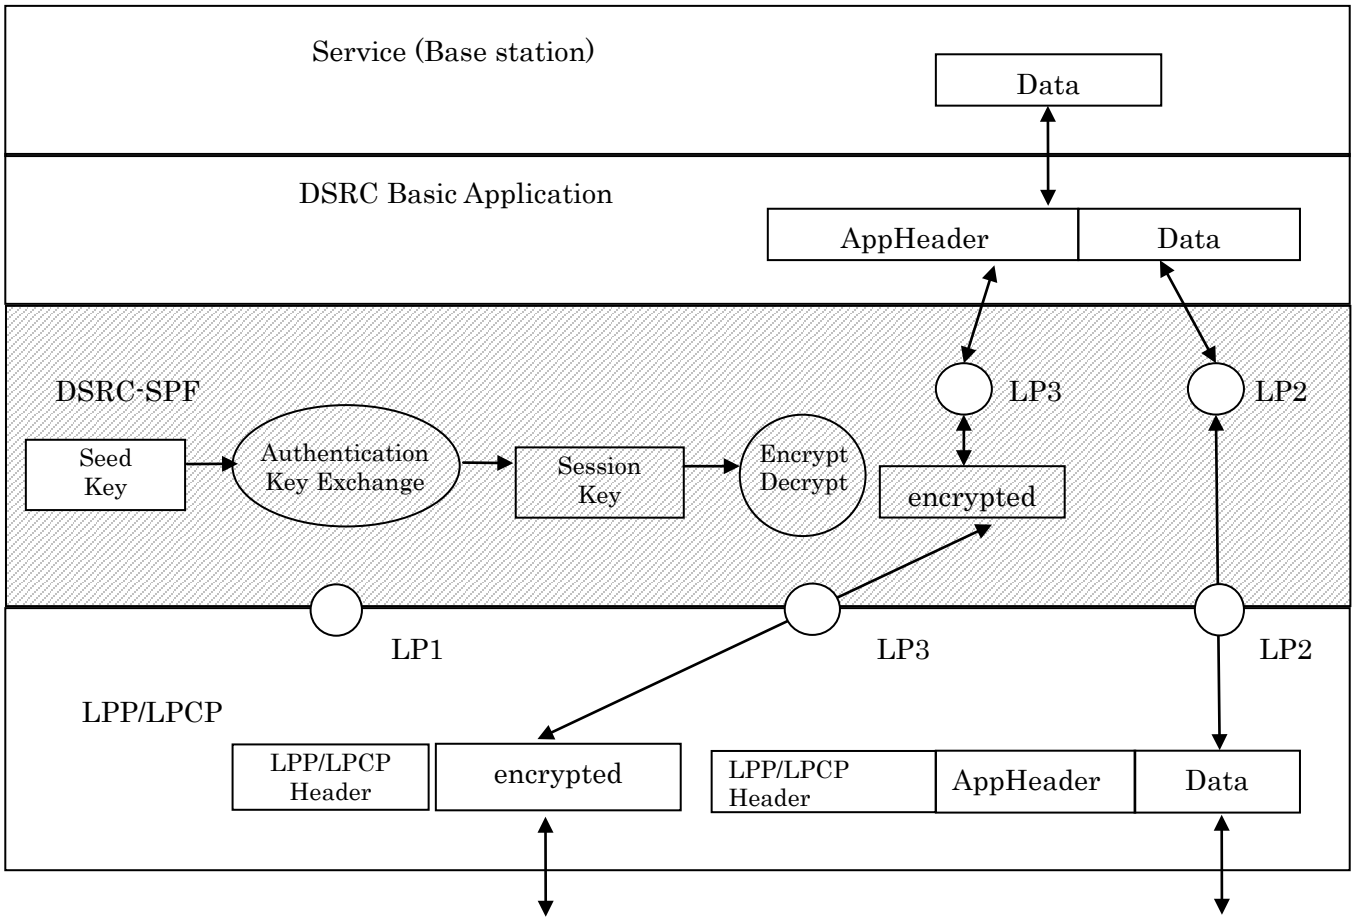 Service (Base station)
Data
DSRC Basic Application
AppHeader
Data
DSRC-SPF
LP3
LP2
Seed
Key
Authentication
Key Exchange
Session
Key
Encrypt
Decrypt
encrypted
LP1
LP3
LP2
LPP/LPCP
LPP/LPCP
Header
encrypted
LPP/LPCP
Header
AppHeader
Data